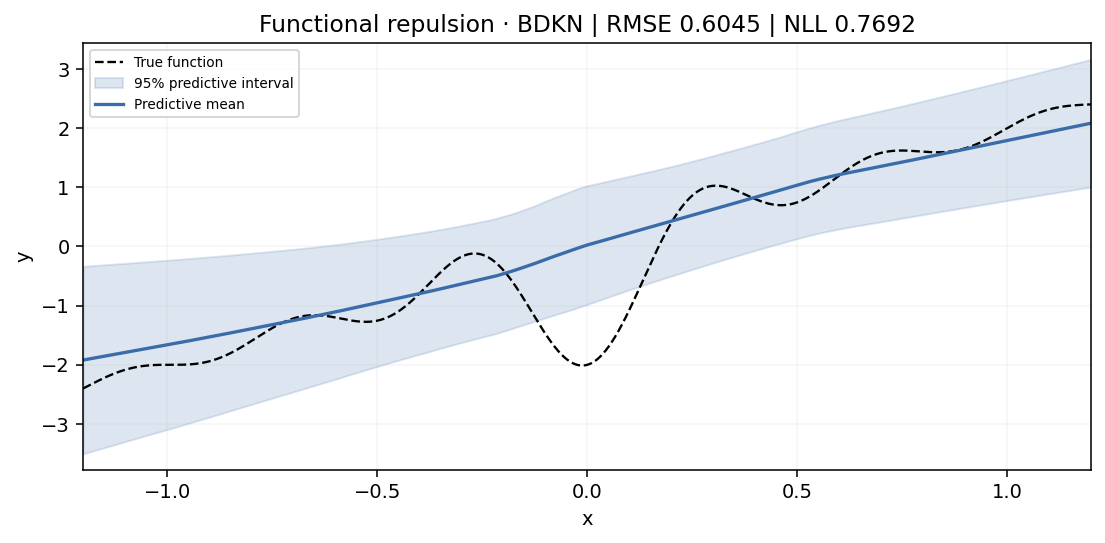 Functional repulsion · BDKN | RMSE 0.6045 | NLL 0.7692
True function
95% predictive interval
Predictive mean
3
2
1
0
−1
−2
−3
y
−1.0
−0.5
0.0
0.5
1.0
x